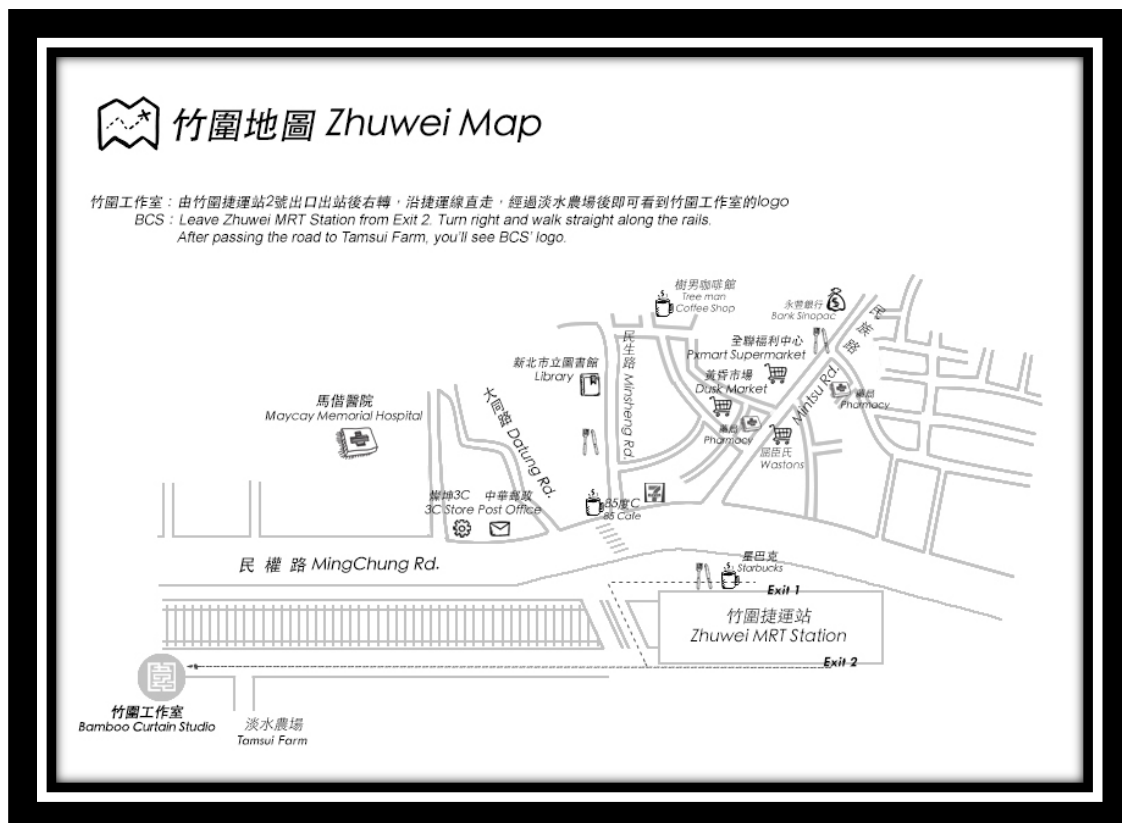 竹圍地圖 Zhuwei Map
竹圍工作室：由竹圍捷運站2號出口出站後右轉，沿捷運線直走，經過淡水農場後即可看到竹圍工作室的logo
BCS：Leave Zhuwei MRT Station from Exit 2. Turn right and walk straight along the rails.
After passing the road to Tamsui Farm, you'll see BCS' logo.
樹男咖啡館
Tree man
Coffee Shop
永豐銀行
Bank Sinopac
民族路
Mintsu Rd.
全聯福利中心
Pxmart Supermarket
黃昏市場
Dusk Market
藥局
Pharmacy
藥局
Pharmacy
屈臣氏
Wastons
民生路 Minsheng Rd.
新北市立圖書館
Library
大同路 Datung Rd.
馬偕醫院
Maycay Memorial Hospital
燦坤3C
3C Store
中華郵政
Post Office
85度C
85 Cafe
7
民權路 MingChung Rd.
星巴克
Starbucks
Exit 1
竹圍捷運站
Zhuwei MRT Station
Exit 2
竹圍工作室
Bamboo Curtain Studio
淡水農場
Tamsui Farm